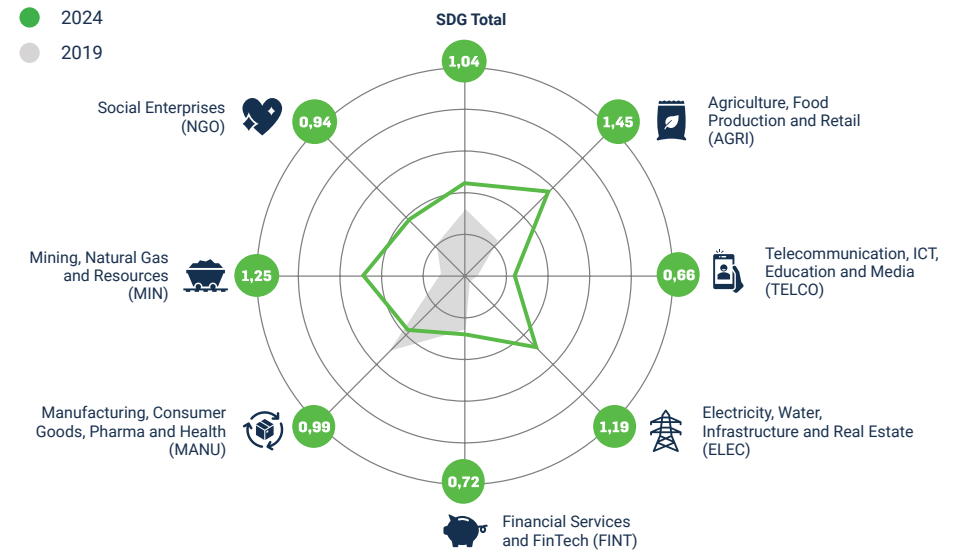 2024
2019
SDG Total
1,04
Social Enterprises
(NGO)
0,94
1,45
Agriculture, Food
Production and Retail
(AGRI)
Mining, Natural Gas
and Resources
(MIN)
1,25
0,66
Telecommunication, ICT,
Education and Media
(TELCO)
Manufacturing, Consumer
Goods, Pharma and Health
(MANU)
0,99
1,19
Electricity, Water,
Infrastructure and Real Estate
(ELEC)
0,72
Financial Services
and FinTech (FINT)